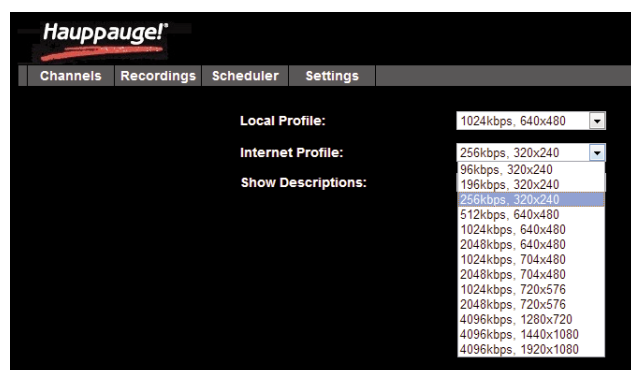 Hauppauge!®
Channels Recordings Scheduler Settings
Local Profile: 1024kbps, 640x480
Internet Profile: 256kbps, 320x240
Show Descriptions:
96kbps, 320x240
196kbps, 320x240
256kbps, 320x240
512kbps, 640x480
1024kbps, 640x480
2048kbps, 640x480
1024kbps, 704x480
2048kbps, 704x480
1024kbps, 720x576
2048kbps, 720x576
4096kbps, 1280x720
4096kbps, 1440x1080
4096kbps, 1920x1080